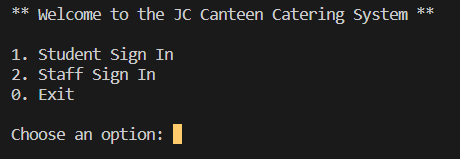 ** Welcome to the JC Canteen Catering System **
1. Student Sign In
2. Staff Sign In
0. Exit
Choose an option: